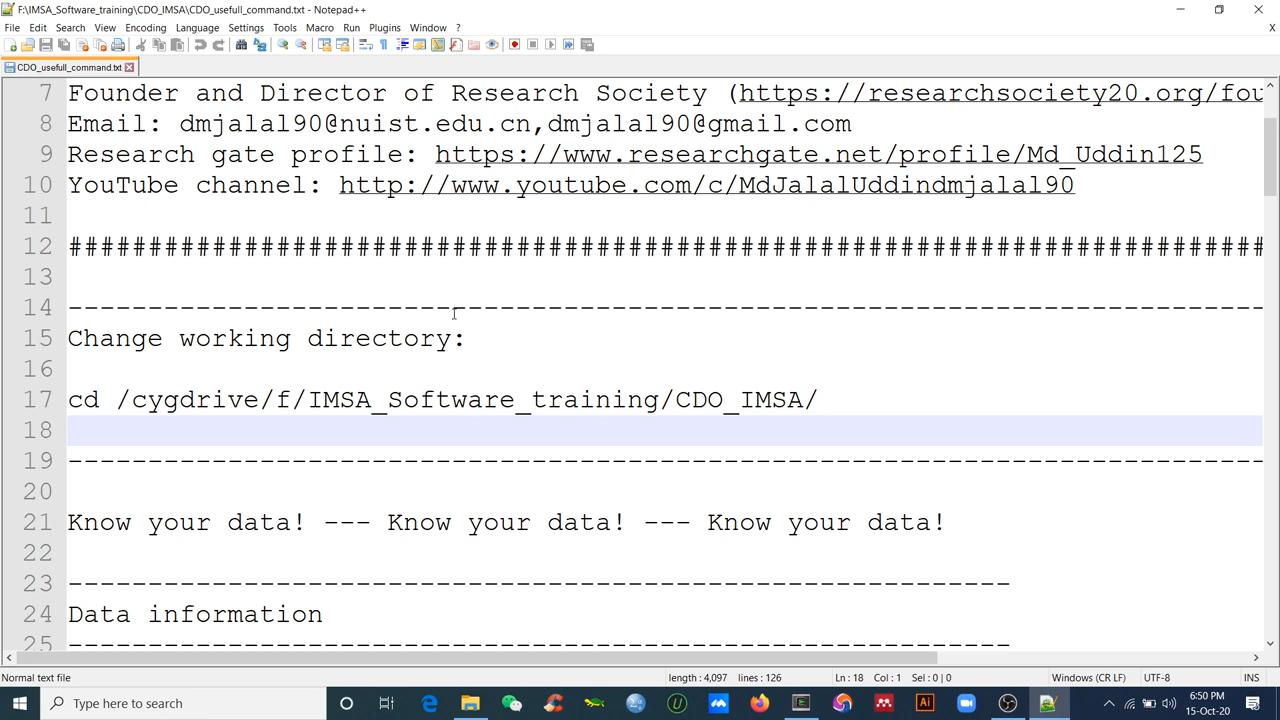 F:\IMSA_Software_training\CDO_IMSA\CDO_usefull_command.txt - Notepad++
File Edit Search View Encoding Language Settings Tools Macro Run Plugins Window ? X
CDO_usefull_command.txt
7 Founder and Director of Research Society (https://researchsociety20.org/fou
8 Email: dmjalal90@nuist.edu.cn,dmjalal90@gmail.com
9 Research gate profile: https://www.researchgate.net/profile/Md_Uddin125
10 YouTube channel: http://www.youtube.com/c/MdJalalUddindmjalal90
11
12 ###########################################################################
13
14 ---------------------------------------------------------------------------
15 Change working directory:
16
17 cd /cygdrive/f/IMSA_Software_training/CDO_IMSA/
18
19 ---------------------------------------------------------------------------
20
21 Know your data! --- Know your data! --- Know your data!
22
23 -----------------------------------------------------------
24 Data information
25 -----------------------------------------------------------
Normal text file length : 4,097 lines : 126 Ln : 18 Col : 1 Sel : 0 | 0 Windows (CR LF) UTF-8 INS
Type here to search
6:50 PM
15-Oct-20